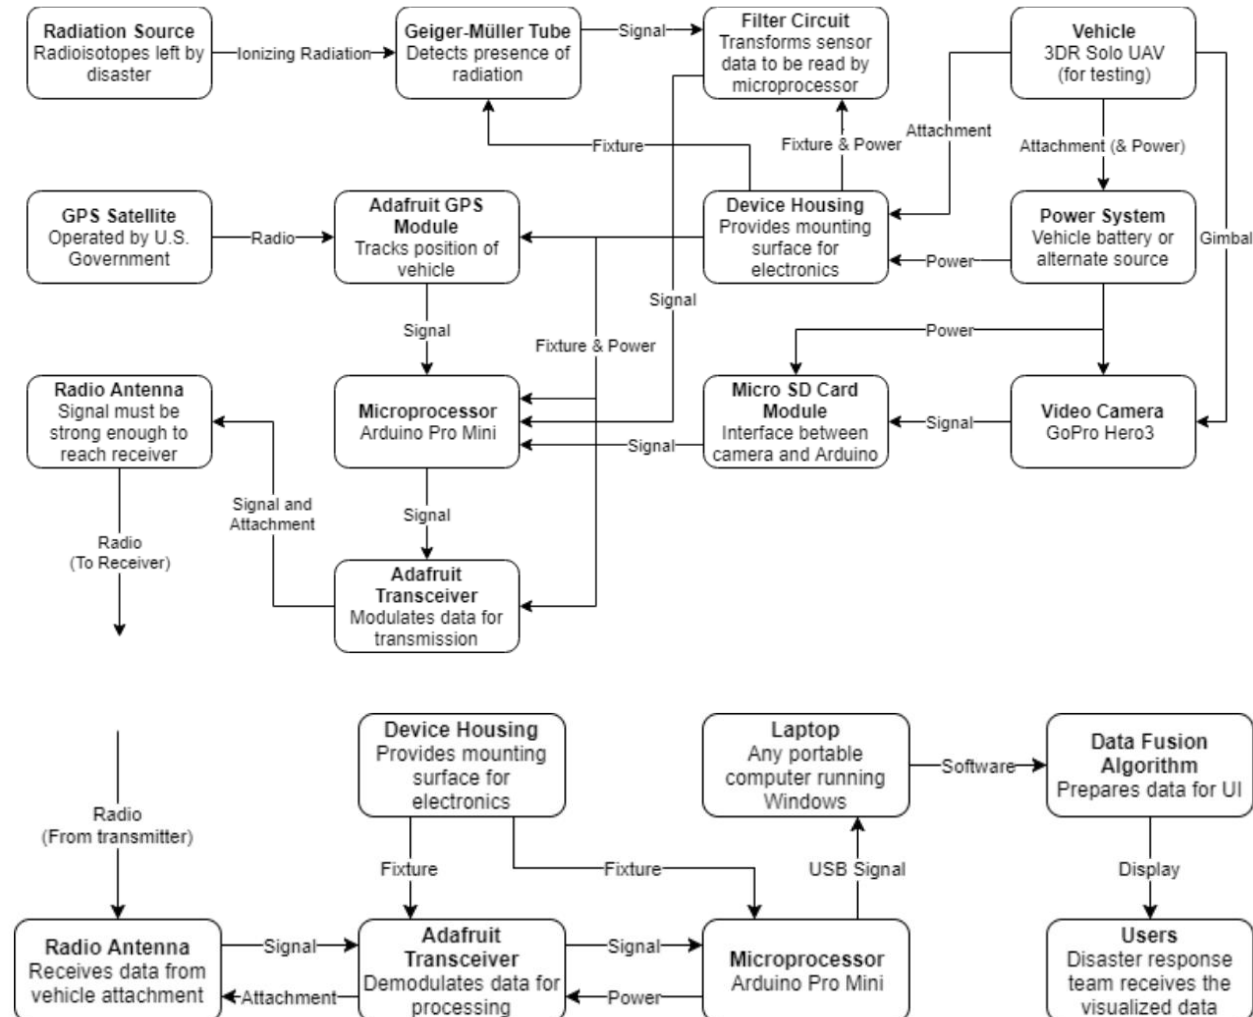 Radiation Source
Radioisotopes left by
disaster
Ionizing Radiation
Geiger-Müller Tube
Detects presence of
radiation
Signal
Filter Circuit
Transforms sensor
data to be read by
microprocessor
Vehicle
3DR Solo UAV
(for testing)
Fixture
Fixture & Power
Attachment
Attachment (& Power)
GPS Satellite
Operated by U.S.
Government
Radio
Adafruit GPS
Module
Tracks position of
vehicle
Device Housing
Provides mounting
surface for
electronics
Power
Power System
Vehicle battery or
alternate source
Gimbal
Signal
Signal
Fixture & Power
Power
Radio Antenna
Signal must be
strong enough to
reach receiver
Microprocessor
Arduino Pro Mini
Signal
Micro SD Card
Module
Interface between
camera and Arduino
Signal
Video Camera
GoPro Hero3
Signal and
Attachment
Signal
Radio
(To Receiver)
Adafruit
Transceiver
Modulates data for
transmission
Device Housing
Provides mounting
surface for
electronics
Laptop
Any portable
computer running
Windows
Software
Data Fusion
Algorithm
Prepares data for UI
Radio
(From transmitter)
Fixture
Fixture
USB Signal
Display
Radio Antenna
Receives data from
vehicle attachment
Signal
Attachment
Adafruit
Transceiver
Demodulates data for
processing
Signal
Power
Microprocessor
Arduino Pro Mini
Users
Disaster response
team receives the
visualized data